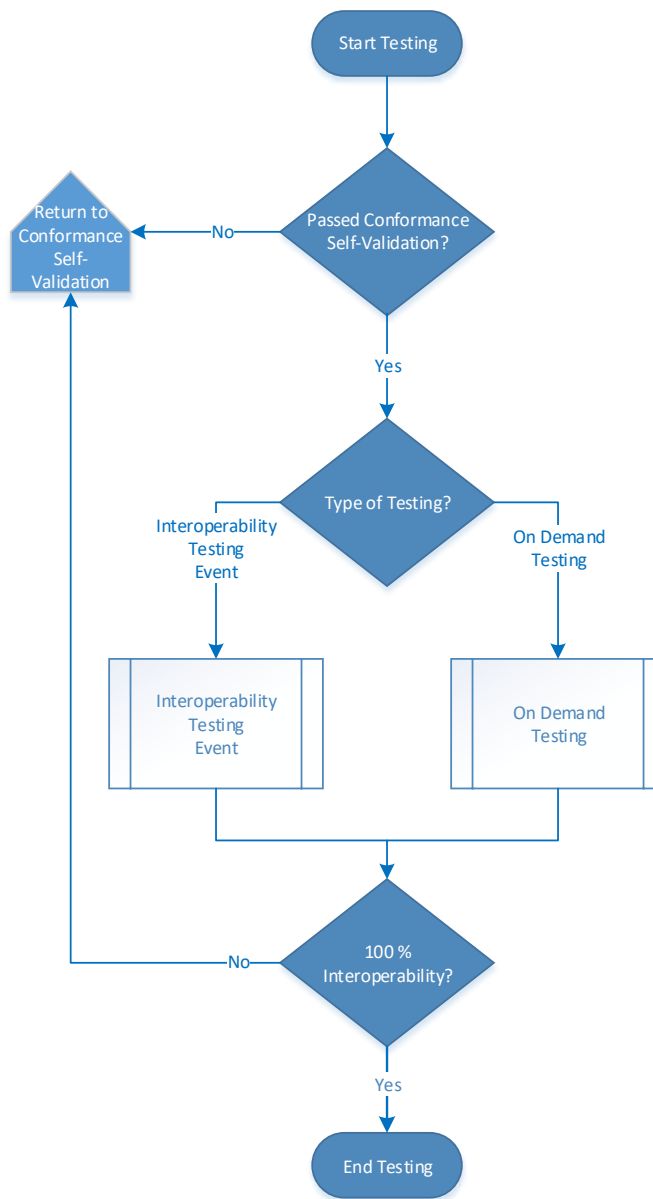 Start Testing
Passed Conformance
Self-Validation?
No
Return to
Conformance
Self-
Validation
Yes
Type of Testing?
Interoperability
Testing
Event
On Demand
Testing
Interoperability
Testing
Event
On Demand
Testing
100 %
Interoperability?
No
Yes
End Testing